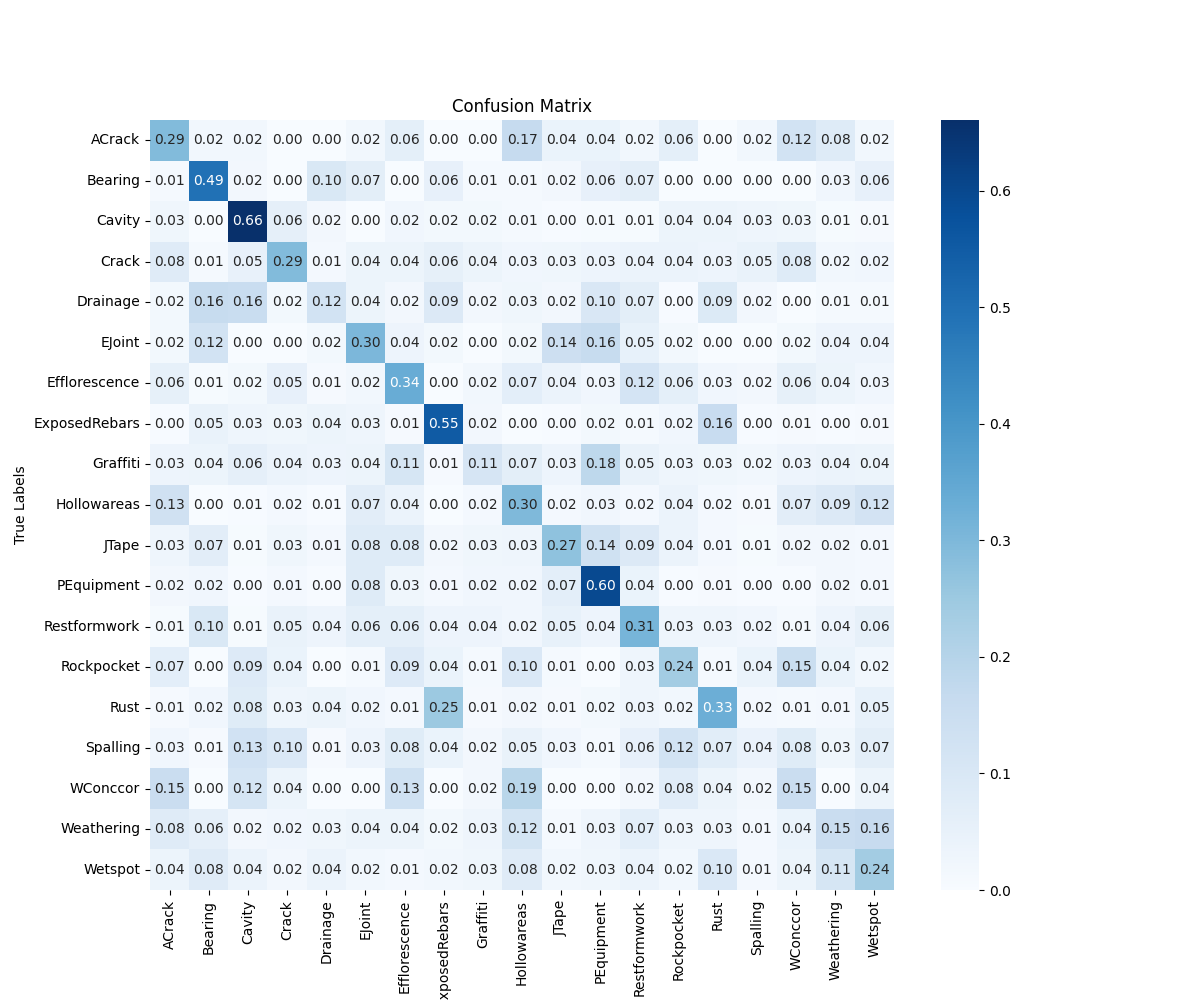 Confusion Matrix
ACrack 0.29 0.02 0.02 0.00 0.00 0.02 0.06 0.00 0.00 0.17 0.04 0.04 0.02 0.06 0.00 0.02 0.12 0.08 0.02
Bearing 0.01 0.49 0.02 0.00 0.10 0.07 0.00 0.06 0.01 0.01 0.02 0.06 0.07 0.00 0.00 0.00 0.00 0.03 0.06
0.6
Cavity 0.03 0.00 0.66 0.06 0.02 0.00 0.02 0.02 0.02 0.01 0.00 0.01 0.01 0.04 0.04 0.03 0.03 0.01 0.01
Crack 0.08 0.01 0.05 0.29 0.01 0.04 0.04 0.06 0.04 0.03 0.03 0.03 0.04 0.04 0.03 0.05 0.08 0.02 0.02
Drainage 0.02 0.16 0.16 0.02 0.12 0.04 0.02 0.09 0.02 0.03 0.02 0.10 0.07 0.00 0.09 0.02 0.00 0.01 0.01
0.5
EJoint 0.02 0.12 0.00 0.00 0.02 0.30 0.04 0.02 0.00 0.02 0.14 0.16 0.05 0.02 0.00 0.00 0.02 0.04 0.04
Efflorescence 0.06 0.01 0.02 0.05 0.01 0.02 0.34 0.00 0.02 0.07 0.04 0.03 0.12 0.06 0.03 0.02 0.06 0.04 0.03
ExposedRebars 0.00 0.05 0.03 0.03 0.04 0.03 0.01 0.55 0.02 0.00 0.00 0.02 0.01 0.02 0.16 0.00 0.01 0.00 0.01
0.4
Graffiti 0.03 0.04 0.06 0.04 0.03 0.04 0.11 0.01 0.11 0.07 0.03 0.18 0.05 0.03 0.03 0.02 0.03 0.04 0.04
True Labels
Hollowareas 0.13 0.00 0.01 0.02 0.01 0.07 0.04 0.00 0.02 0.30 0.02 0.03 0.02 0.04 0.02 0.01 0.07 0.09 0.12
0.3
JTape 0.03 0.07 0.01 0.03 0.01 0.08 0.08 0.02 0.03 0.03 0.27 0.14 0.09 0.04 0.01 0.01 0.02 0.02 0.01
PEquipment 0.02 0.02 0.00 0.01 0.00 0.08 0.03 0.01 0.02 0.02 0.07 0.60 0.04 0.00 0.01 0.00 0.00 0.02 0.01
Restformwork 0.01 0.10 0.01 0.05 0.04 0.06 0.06 0.04 0.04 0.02 0.05 0.04 0.31 0.03 0.03 0.02 0.01 0.04 0.06
0.2
Rockpocket 0.07 0.00 0.09 0.04 0.00 0.01 0.09 0.04 0.01 0.10 0.01 0.00 0.03 0.24 0.01 0.04 0.15 0.04 0.02
Rust 0.01 0.02 0.08 0.03 0.04 0.02 0.01 0.25 0.01 0.02 0.01 0.02 0.03 0.02 0.33 0.02 0.01 0.01 0.05
Spalling 0.03 0.01 0.13 0.10 0.01 0.03 0.08 0.04 0.02 0.05 0.03 0.01 0.06 0.12 0.07 0.04 0.08 0.03 0.07
0.1
WConccor 0.15 0.00 0.12 0.04 0.00 0.00 0.13 0.00 0.02 0.19 0.00 0.00 0.02 0.08 0.04 0.02 0.15 0.00 0.04
Weathering 0.08 0.06 0.02 0.02 0.03 0.04 0.04 0.02 0.03 0.12 0.01 0.03 0.07 0.03 0.03 0.01 0.04 0.15 0.16
Wetspot 0.04 0.08 0.04 0.02 0.04 0.02 0.01 0.02 0.03 0.08 0.02 0.03 0.04 0.02 0.10 0.01 0.04 0.11 0.24
0.0
ACrack
Bearing
Cavity
Crack
Drainage
EJoint
Efflorescence
xposedRebars
Graffiti
Hollowareas
JTape
PEquipment
Restformwork
Rockpocket
Rust
Spalling
WConccor
Weathering
Wetspot